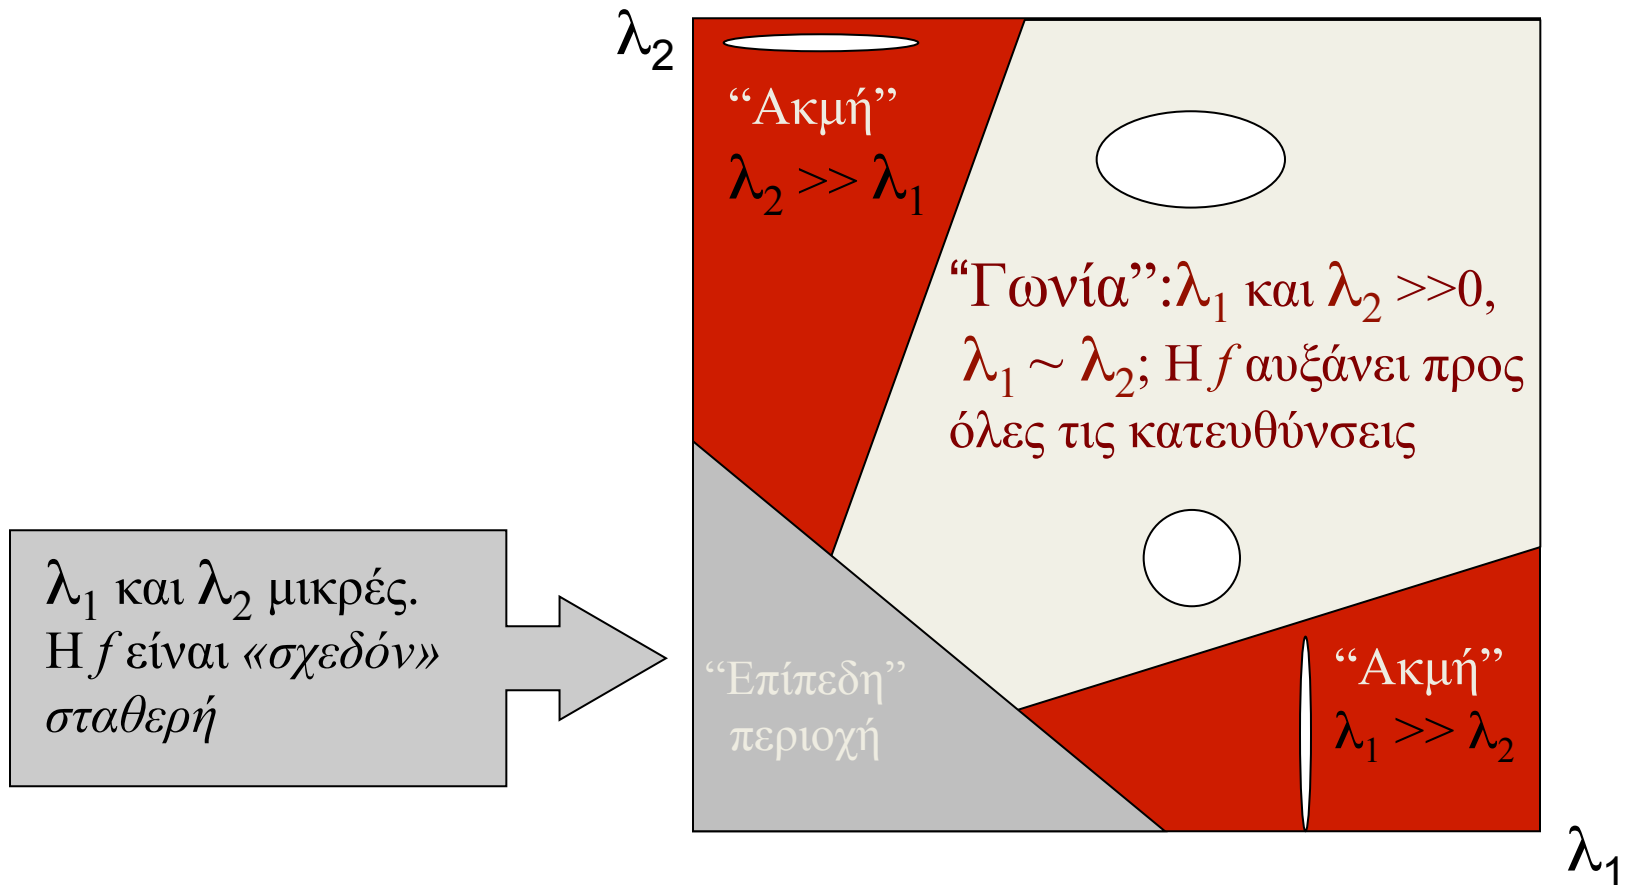 λ2
“Ακμή”
λ2 >> λ1
“Γωνία”:λ1 και λ2 >>0,
λ1 ~ λ2; Η f αυξάνει προς
όλες τις κατευθύνσεις
λ1 και λ2 μικρές.
Η f είναι «σχεδόν»
σταθερή
“Επίπεδη”
περιοχή
“Ακμή”
λ1 >> λ2
λ1